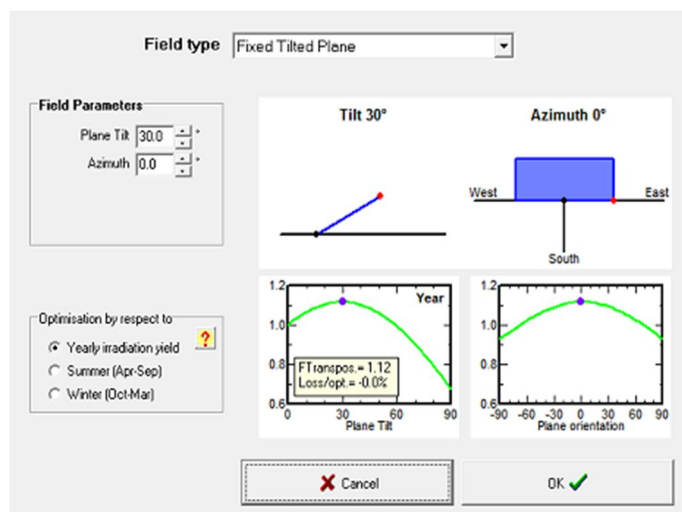 Field type Fixed Tilted Plane
Field Parameters
Plane Tilt 30.0 °
Azimuth 0.0 °
Tilt 30°
Azimuth 0°
West East
South
Optimisation by respect to
Yearly irradiation yield ?
Summer (Apr-Sep)
Winter (Oct-Mar)
1.2 Year
1.0
0.8
0.6
FTranspos.= 1.12
Loss/opt.= -0.0%
0 30 60 90
Plane Tilt
1.2
1.0
0.8
0.6
-90 -60 -30 0 30 60 90
Plane orientation
Cancel
OK